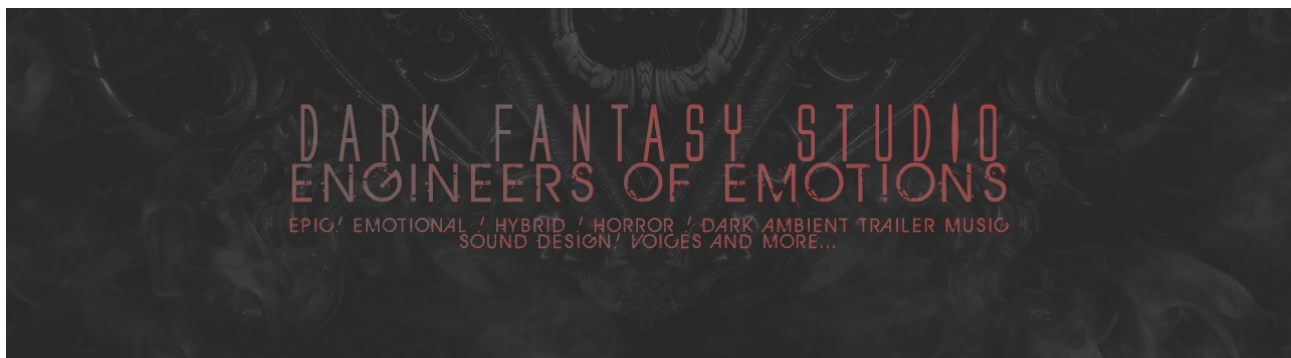 DARK FANTASY STUDIO
ENGINEERS OF EMOTIONS
EPIC/ EMOTIONAL / HYBRID / HORROR / DARK AMBIENT TRAILER MUSIC
SOUND DESIGN/ VOICES AND MORE...